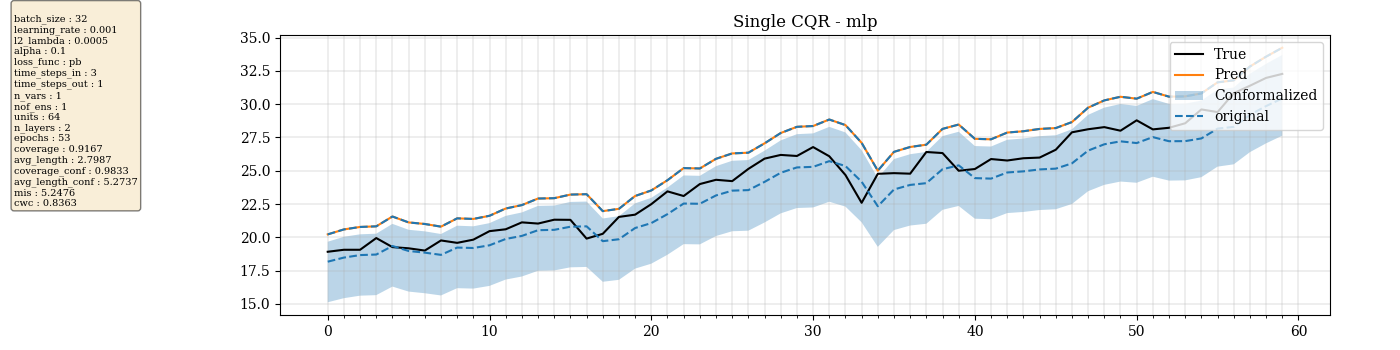 batch_size : 32
learning_rate : 0.001
l2_lambda : 0.0005
alpha : 0.1
loss_func : pb
time_steps_in : 3
time_steps_out : 1
n_vars : 1
nof_ens : 1
units : 64
n_layers : 2
epochs : 53
coverage : 0.9167
avg_length : 2.7987
coverage_conf : 0.9833
avg_length_conf : 5.2737
mis : 5.2476
cwc : 0.8363
Single CQR - mlp
35.0
32.5
30.0
27.5
25.0
22.5
20.0
17.5
15.0
True
Pred
Conformalized
original
0 10 20 30 40 50 60